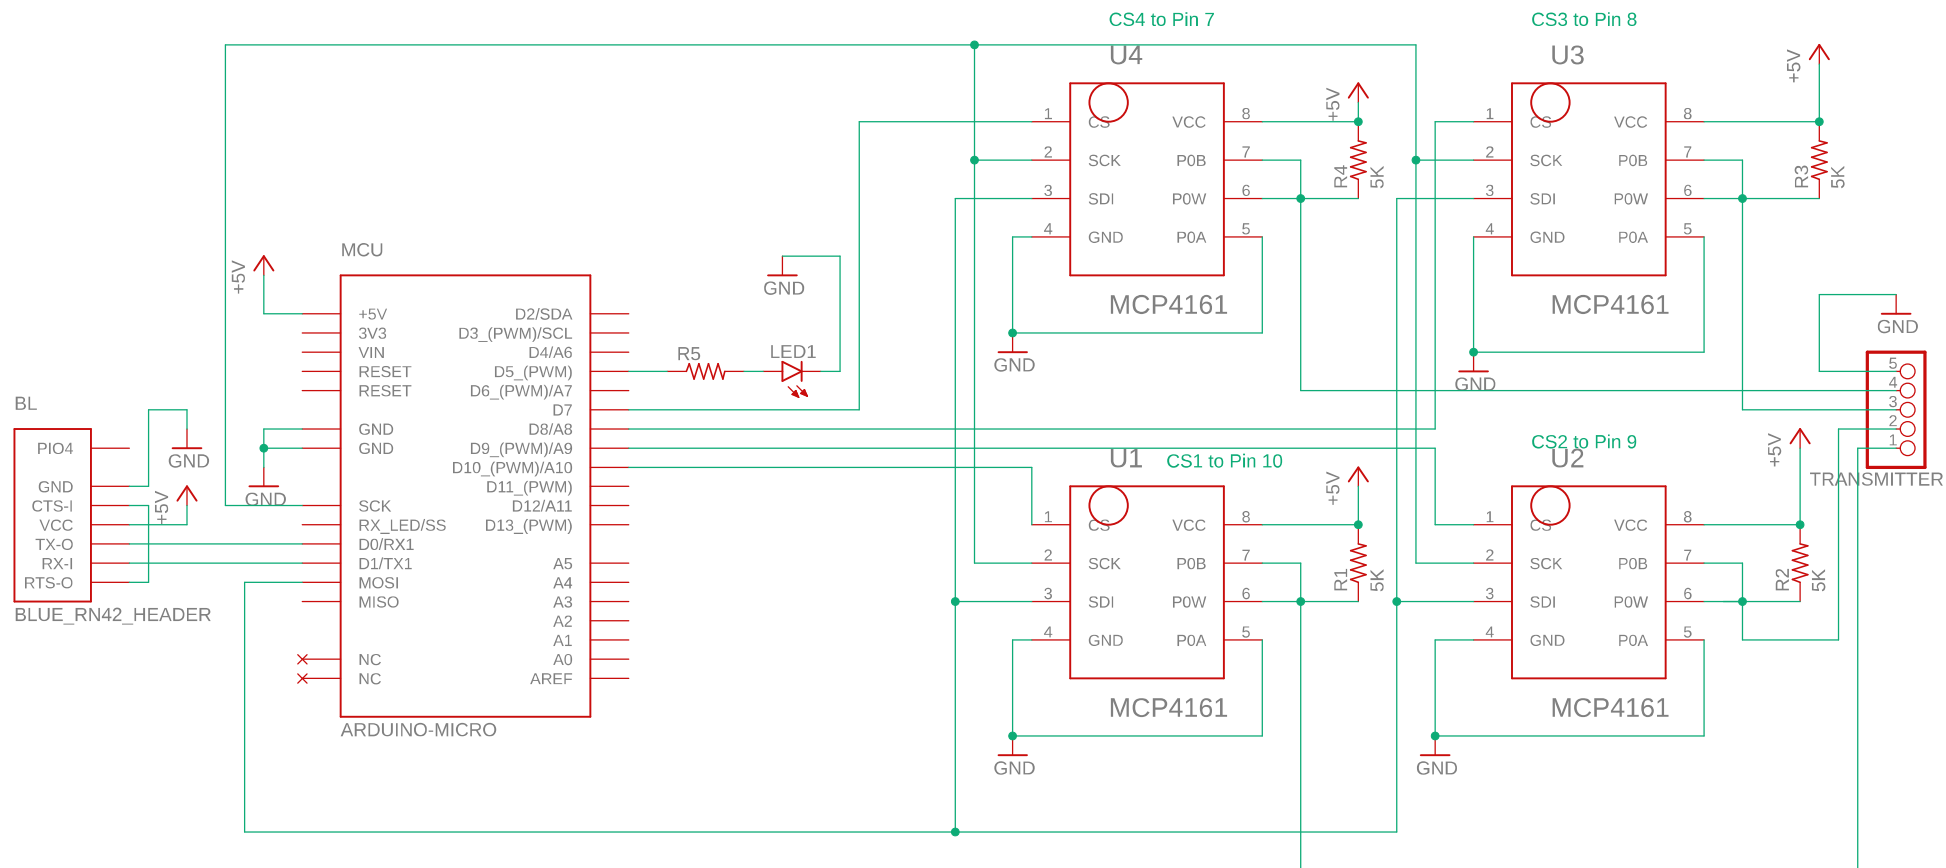 CS4 to Pin 7
CS3 to Pin 8
U4
U3
+5V
+5V
1 CS VCC 8
2 SCK P0B 7
3 SDI P0W 6
4 GND P0A 5
R4 5K
1 CS VCC 8
2 SCK P0B 7
3 SDI P0W 6
4 GND P0A 5
R3 5K
MCP4161
MCP4161
GND
GND
MCU
+5V
+5V D2/SDA
3V3 D3_(PWM)/SCL
VIN D4/A6
RESET D5_(PWM)
RESET D6_(PWM)/A7
D7
GND D8/A8
GND D9_(PWM)/A9
D10_(PWM)/A10
D11_(PWM)
SCK D12/A11
RX_LED/SS D13_(PWM)
D0/RX1
D1/TX1 A5
MOSI A4
MISO A3
A2
A1
NC A0
NC AREF
ARDUINO-MICRO
GND
GND
R5
LED1
BL
PIO4
GND
CTS-I
VCC
TX-O
RX-I
RTS-O
BLUE_RN42_HEADER
GND
+5V
GND
5
4
3
2
1
TRANSMITTER
CS2 to Pin 9
U1
CS1 to Pin 10
U2
+5V
+5V
1 CS VCC 8
2 SCK P0B 7
3 SDI P0W 6
4 GND P0A 5
R1 5K
1 CS VCC 8
2 SCK P0B 7
3 SDI P0W 6
4 GND P0A 5
R2 5K
MCP4161
MCP4161
GND
GND